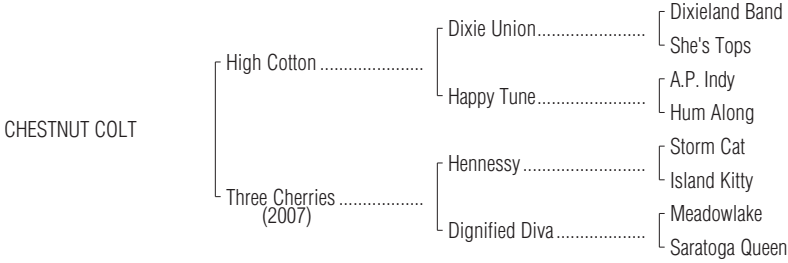 Dixieland Band
Dixie Union.......................
She's Tops
High Cotton ......................
A.P. Indy
Happy Tune.......................
Hum Along
CHESTNUT COLT
Storm Cat
Hennessy ..........................
Island Kitty
Three Cherries ..................
(2007)
Meadowlake
Dignified Diva...................
Saratoga Queen